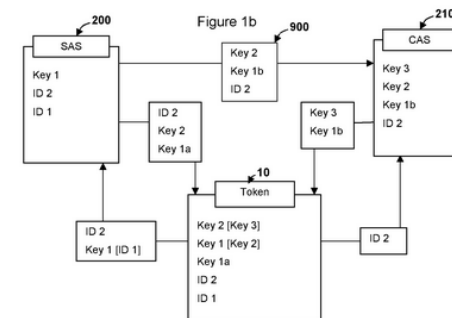 Figure 1b
200
SAS
Key 1
ID 2
ID 1
900
Key 2
Key 1b
ID 2
210
CAS
Key 3
Key 2
Key 1b
ID 2
ID 2
Key 2
Key 1a
Key 3
Key 1b
10
Token
Key 2 [Key 3]
Key 1 [Key 2]
Key 1a
ID 2
ID 1
ID 2
Key 1 [ID 1]
ID 2